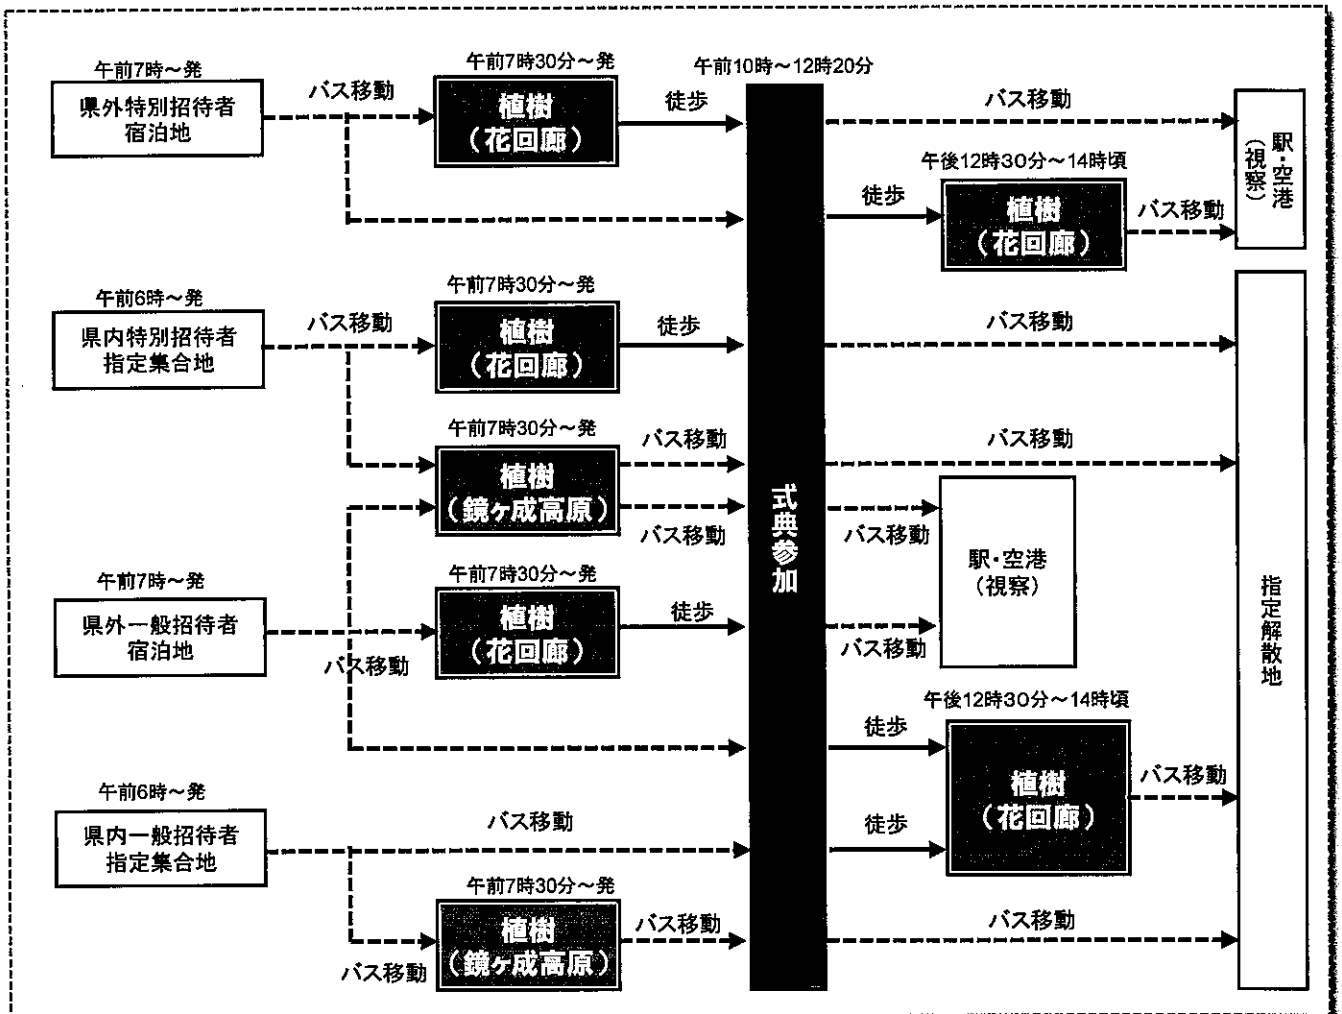 午前7時～発
県外特別招待者
宿泊地
バス移動
午前7時30分～発
植樹
（花回廊）
徒歩
午前10時～12時20分
式典参加
バス移動
午後12時30分～14時頃
徒歩
植樹
（花回廊）
バス移動
駅・空港
（視察）
午前6時～発
県内特別招待者
指定集合地
バス移動
午前7時30分～発
植樹
（花回廊）
徒歩
バス移動
午前7時30分～発
植樹
（鏡ヶ成高原）
バス移動
バス移動
バス移動
バス移動
駅・空港
（視察）
指定解散地
午前7時～発
県外一般招待者
宿泊地
バス移動
午前7時30分～発
植樹
（花回廊）
徒歩
バス移動
午後12時30分～14時頃
徒歩
植樹
（花回廊）
バス移動
午前6時～発
県内一般招待者
指定集合地
バス移動
徒歩
午前7時30分～発
植樹
（鏡ヶ成高原）
バス移動
バス移動
バス移動